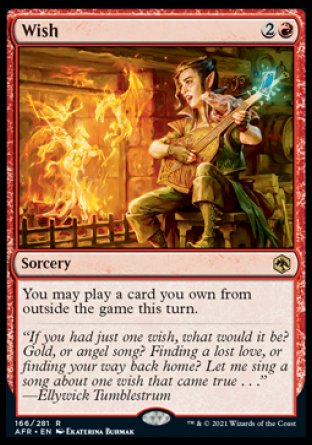 Wish 2
Sorcery
You may play a card you own from
outside the game this turn.
“If you had just one wish, what would it be?
Gold, or angel song? Finding a lost love, or
finding your way back home? Let me sing a
song about one wish that came true . . .”
—Ellywick Tumblestrum
166/281 R
AFR • EN Ekaterina Burmak
™ & © 2021 Wizards of the Coast